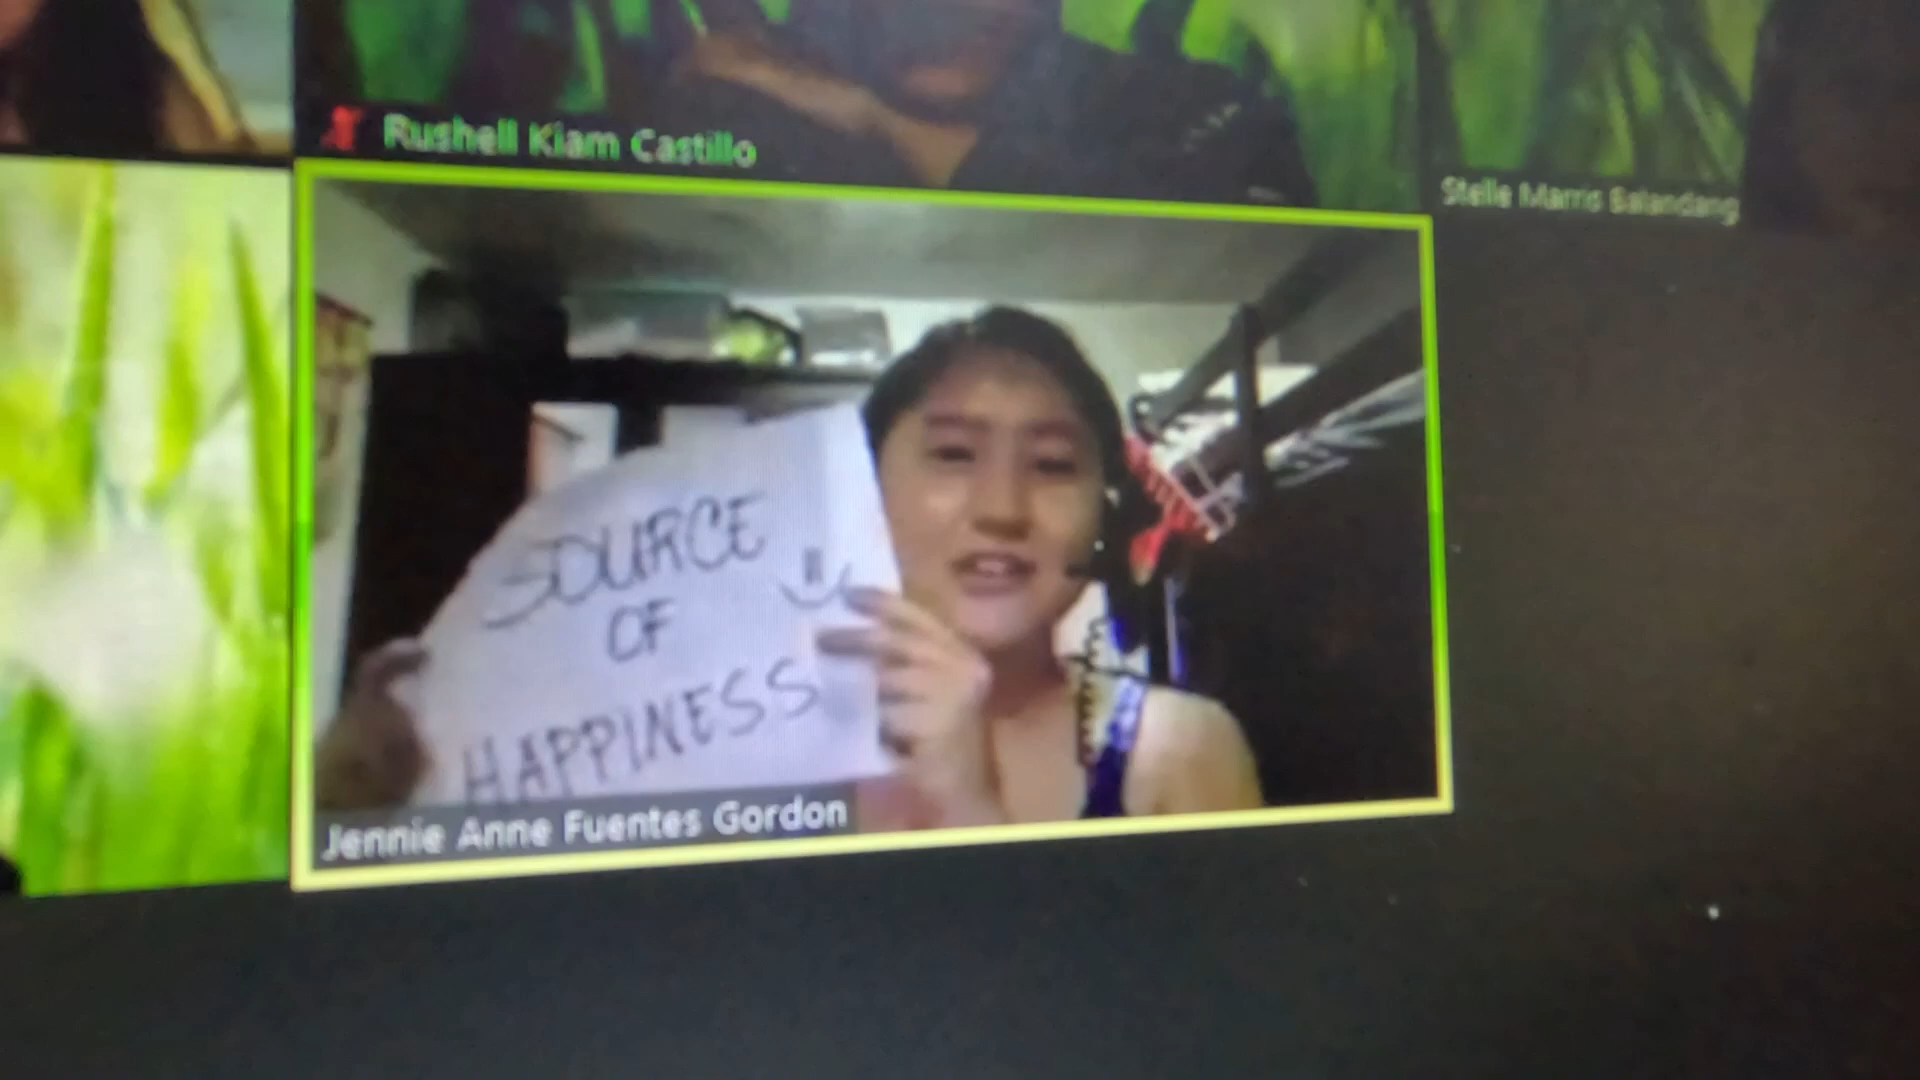 Rushell Kiam Castillo
Stelle Marris Balandang
SOURCE
OF
HAPPINESS
Jennie Anne Fuentes Gordon